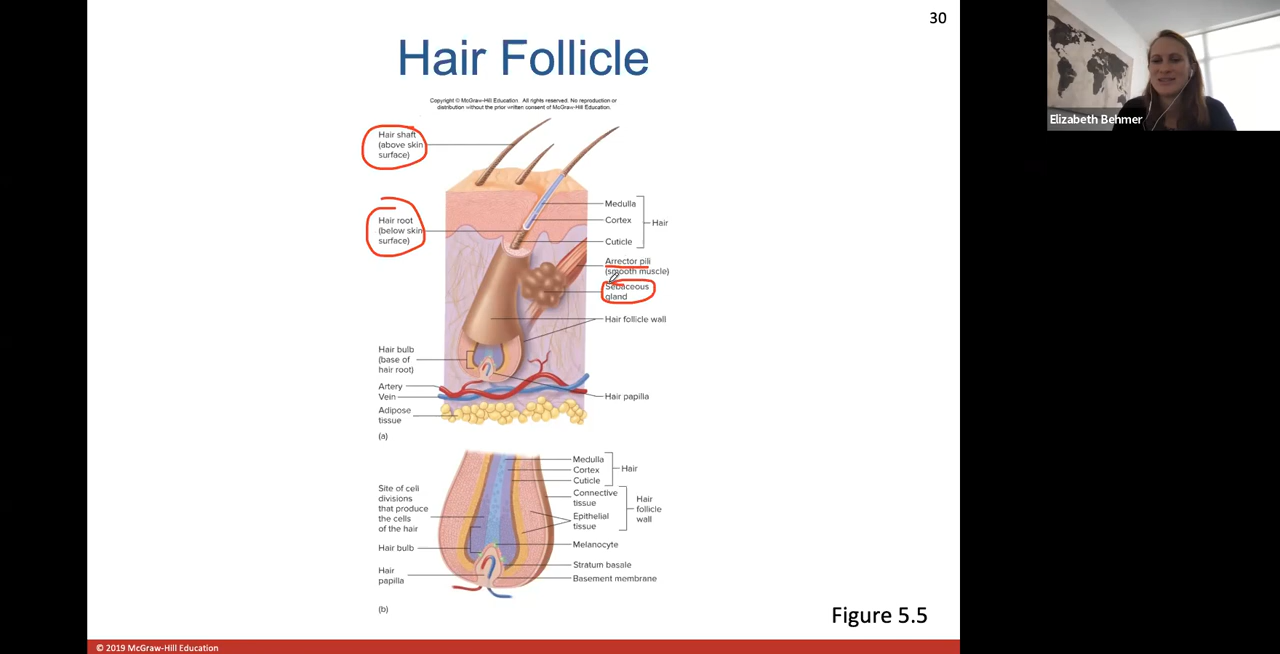 30
Hair Follicle
Copyright © McGraw-Hill Education All rights reserved. No reproduction or
distribution without the prior written consent of McGraw-Hill Education.
Elizabeth Behmer
Hair shaft
(above skin
surface)
Hair root
(below skin
surface)
Medulla
Cortex
Hair
Cuticle
Arrector pili
(smooth muscle)
Sebaceous
gland
Hair follicle wall
Hair bulb
(base of
hair root)
Artery
Vein
Adipose
tissue
Hair papilla
(a)
Medulla
Cortex
Hair
Cuticle
Connective
tissue
Hair
follicle
wall
Epithelial
tissue
Site of cell
divisions
that produce
the cells
of the hair
Hair bulb
Melanocyte
Hair
papilla
Stratum basale
Basement membrane
(b)
Figure 5.5
© 2019 McGraw-Hill Education